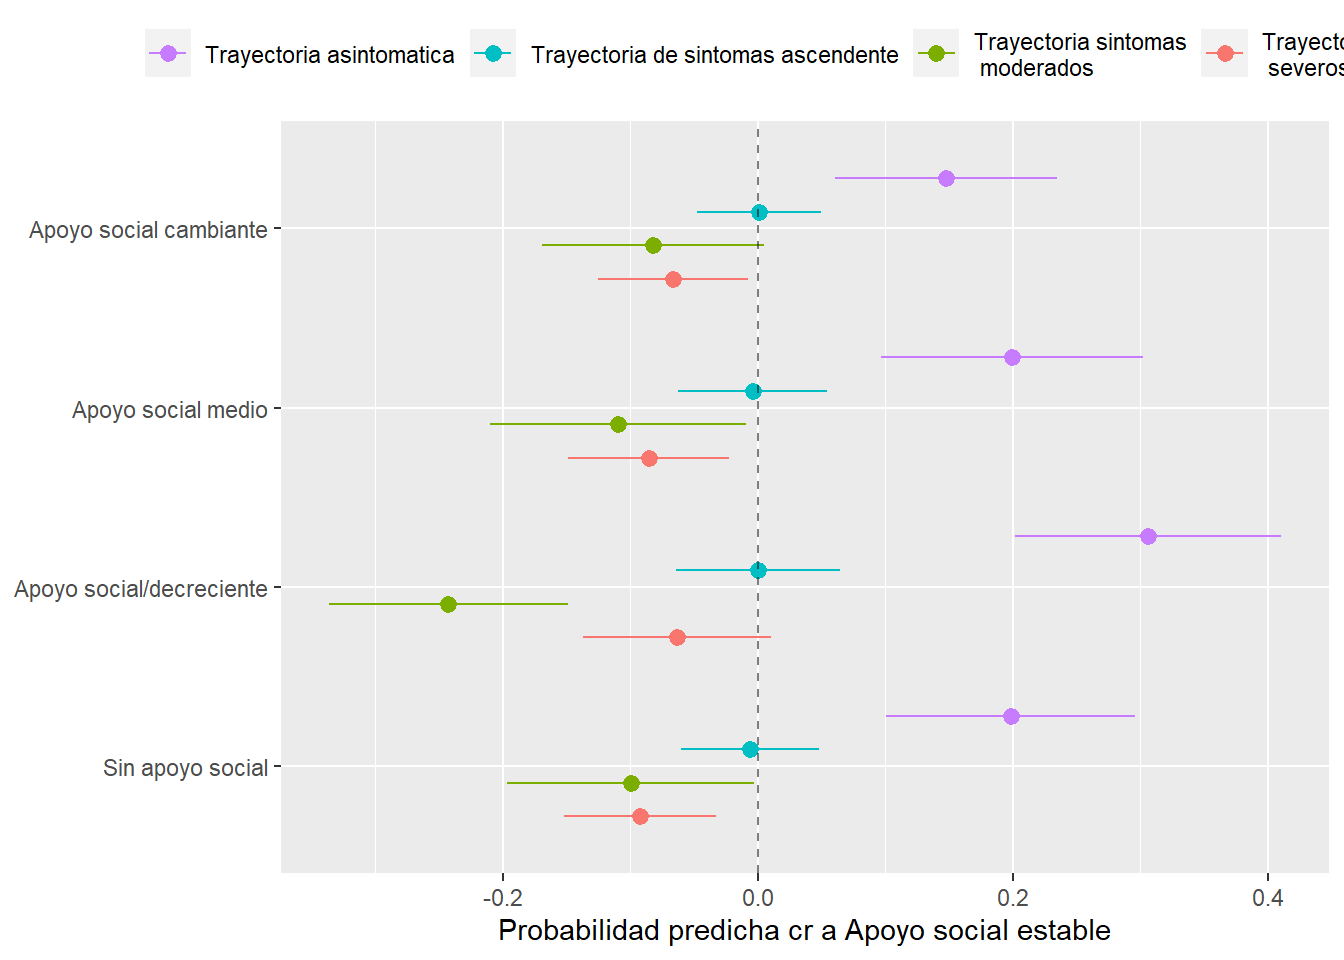 Trayectoria asintomatica
Trayectoria de sintomas ascendente
Trayectoria sintomas
moderados
Apoyo social cambiante
Apoyo social medio
Apoyo social/decreciente
Sin apoyo social
-0.2 0.0 0.2 0.4
Probabilidad predicha cr a Apoyo social estable